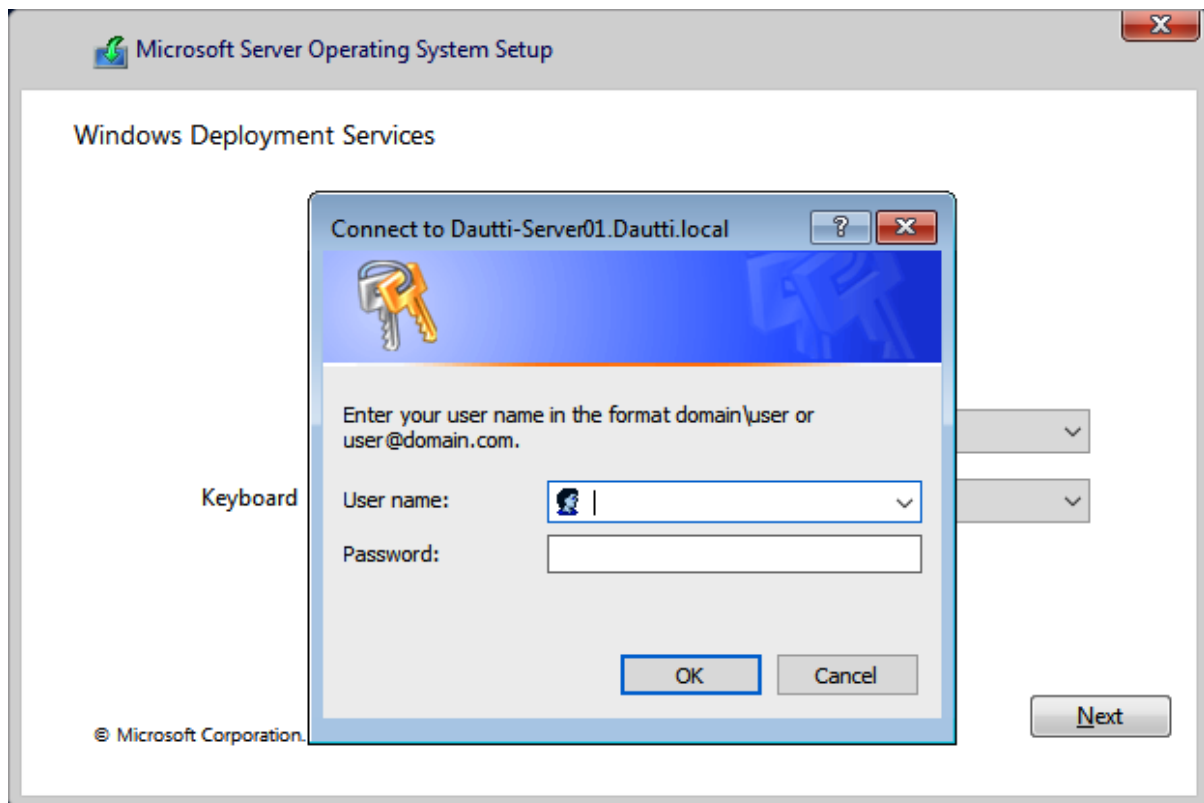 Microsoft Server Operating System Setup
Windows Deployment Services
Connect to Dautti-Server01.Dautti.local
Enter your user name in the format domain\user or
user@domain.com.
Keyboard
User name:
Password:
OK
Cancel
Next
© Microsoft Corporation.